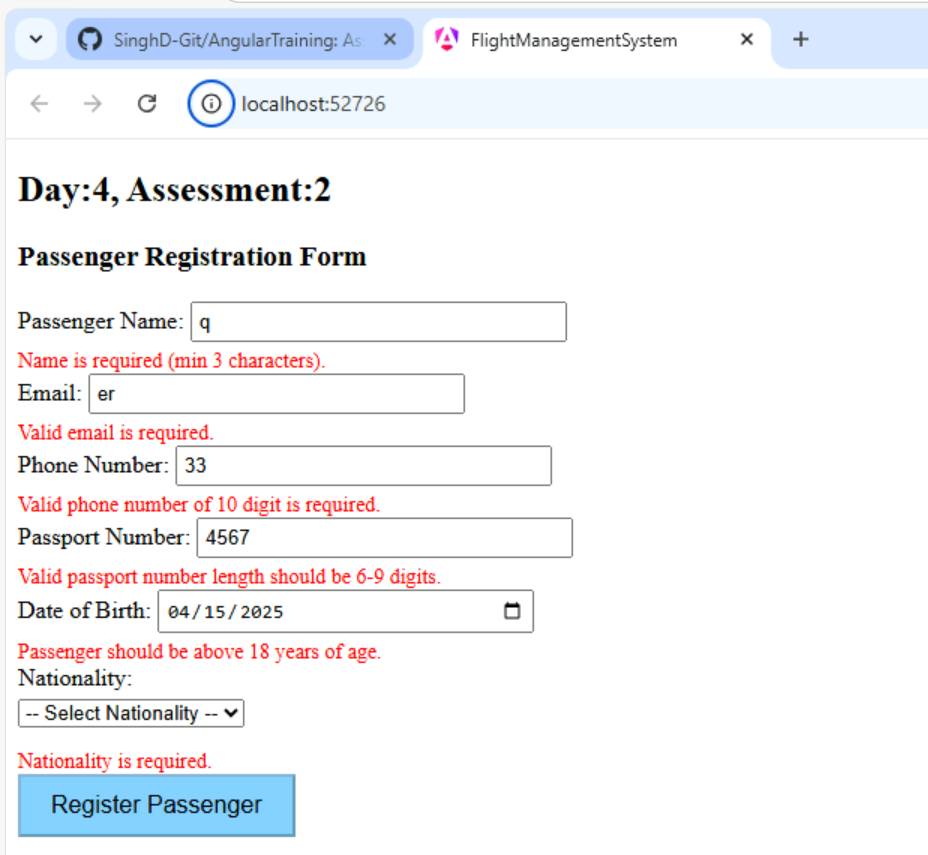 SinghD-Git/AngularTraining: As
FlightManagementSystem
localhost:52726
Day:4, Assessment:2
Passenger Registration Form
Passenger Name: q
Name is required (min 3 characters).
Email: er
Valid email is required.
Phone Number: 33
Valid phone number of 10 digit is required.
Passport Number: 4567
Valid passport number length should be 6-9 digits.
Date of Birth: 04/15/2025
Passenger should be above 18 years of age.
Nationality:
-- Select Nationality --
Nationality is required.
Register Passenger